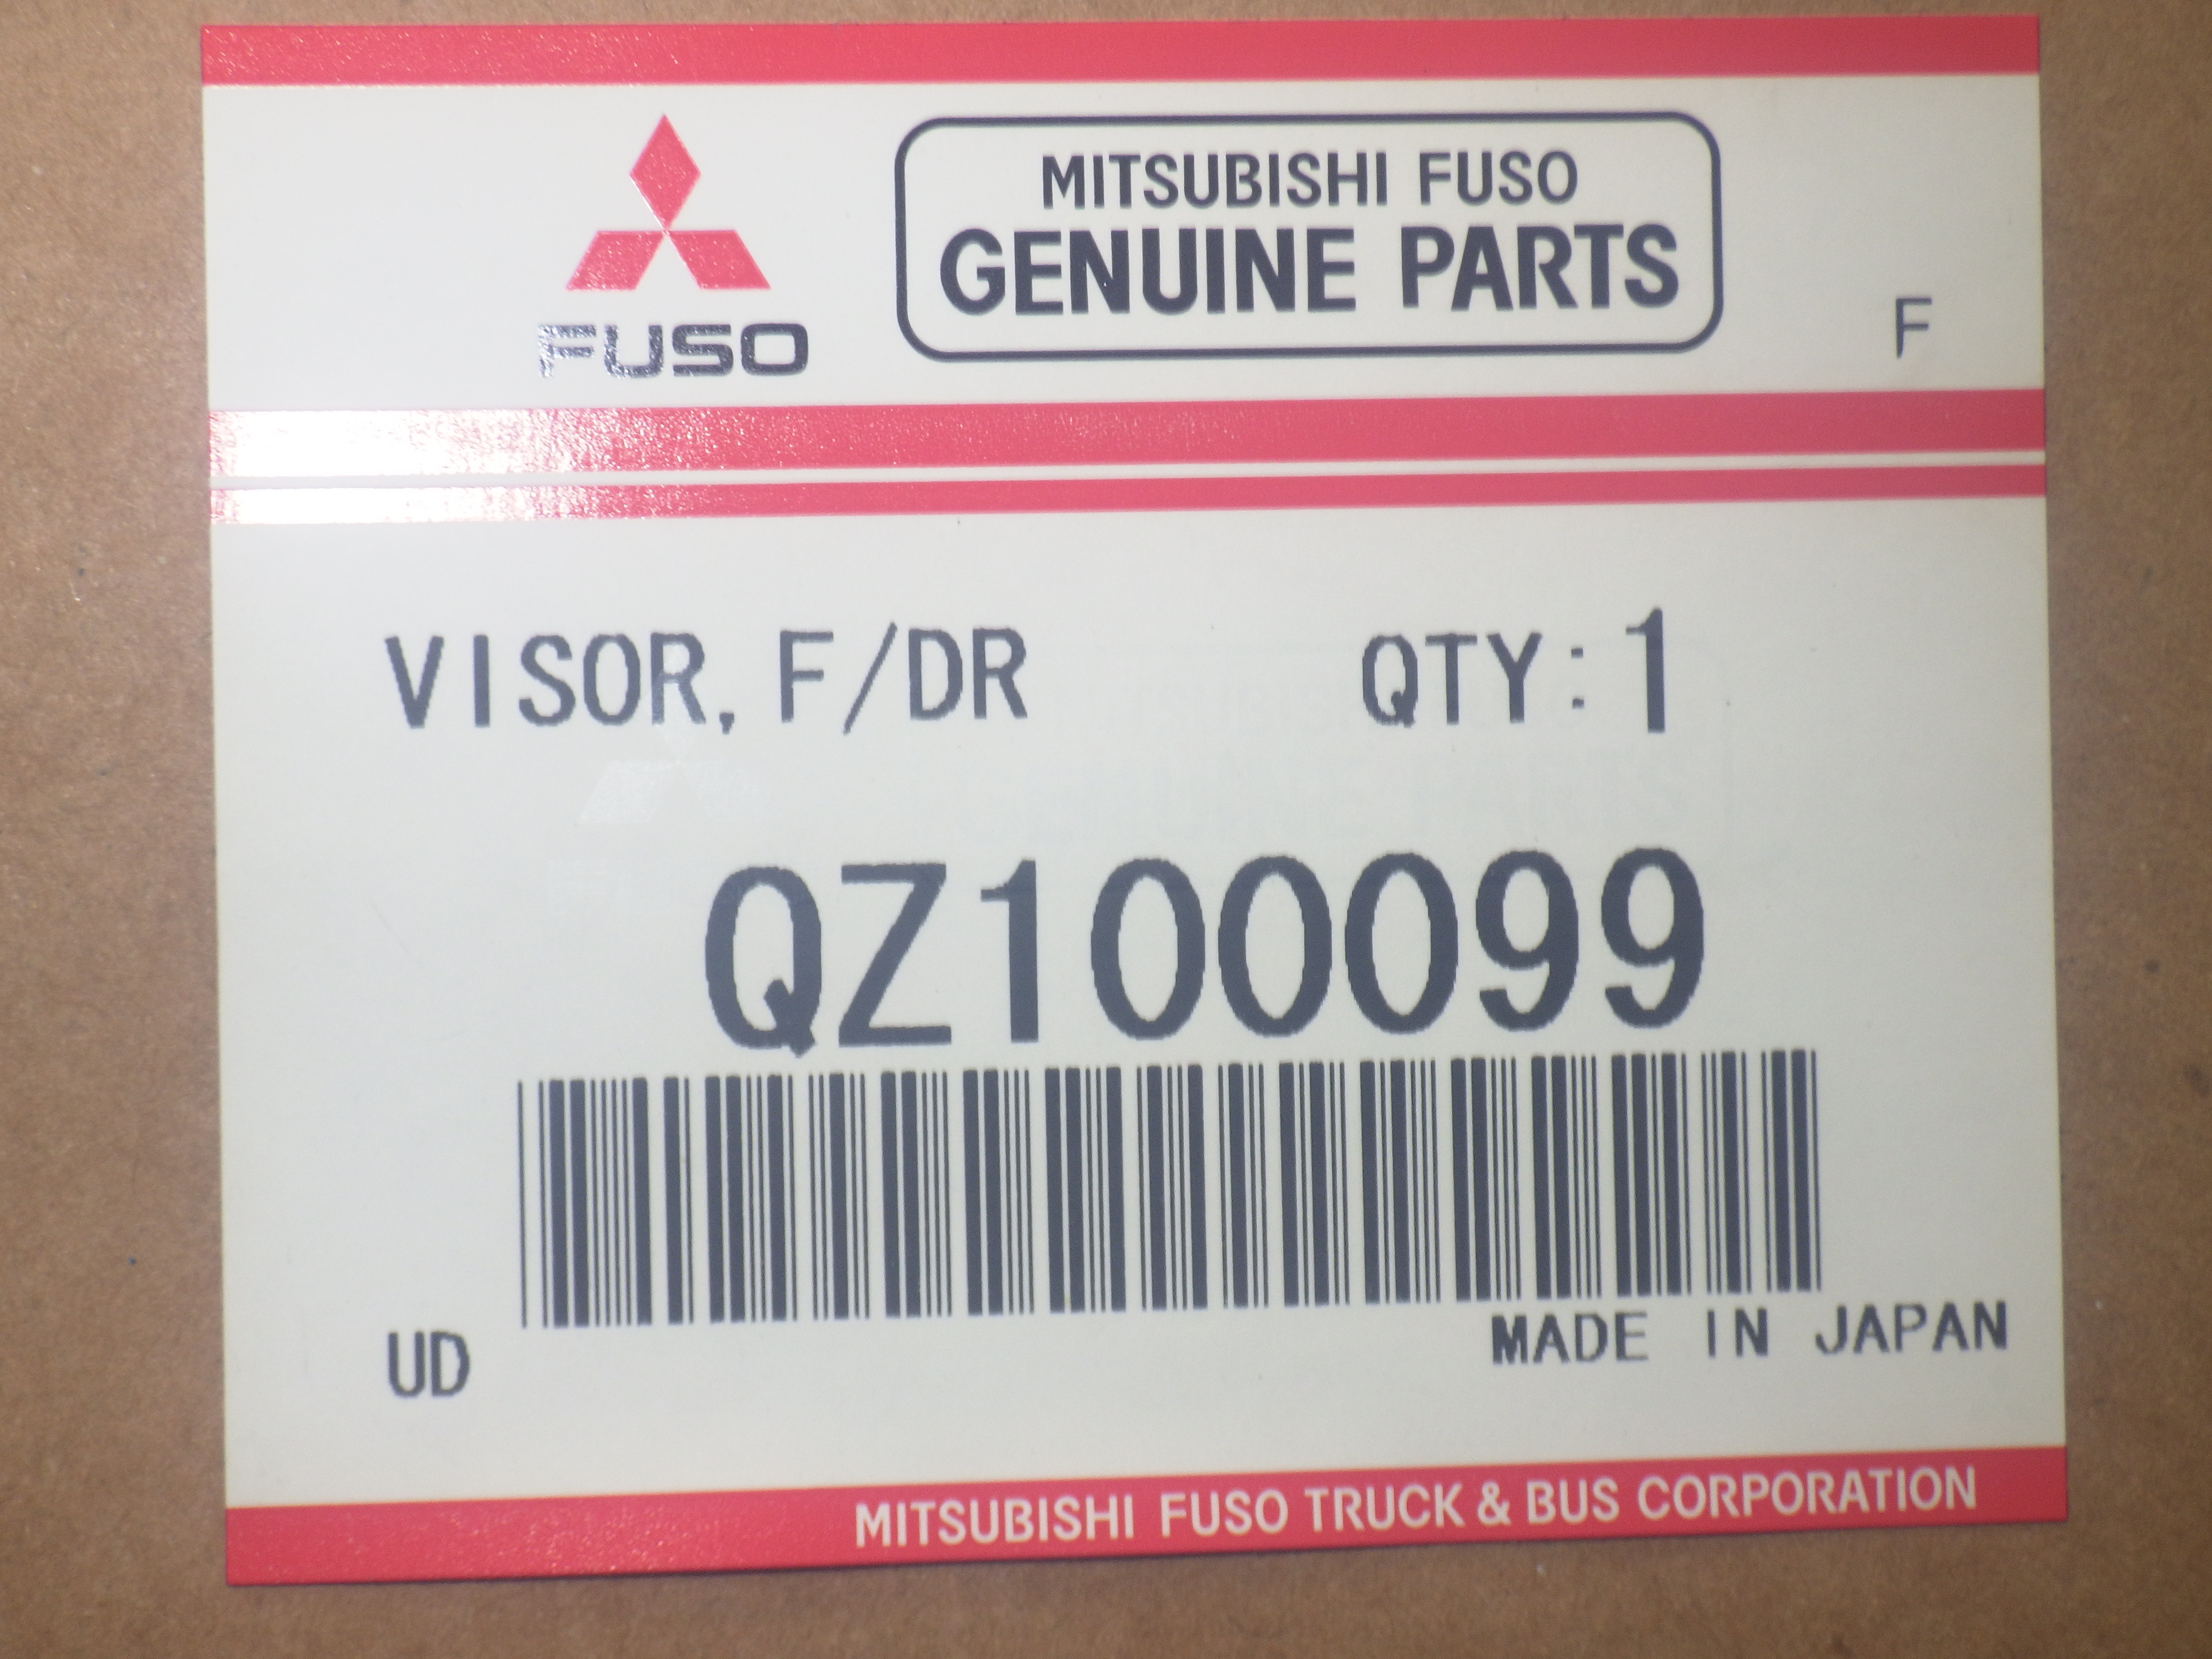 MITSUBISHI FUSO
GENUINE PARTS
FUSO
F
VISOR, F/DR QTY:1
QZ100099
UD
MADE IN JAPAN
MITSUBISHI FUSO TRUCK & BUS CORPORATION